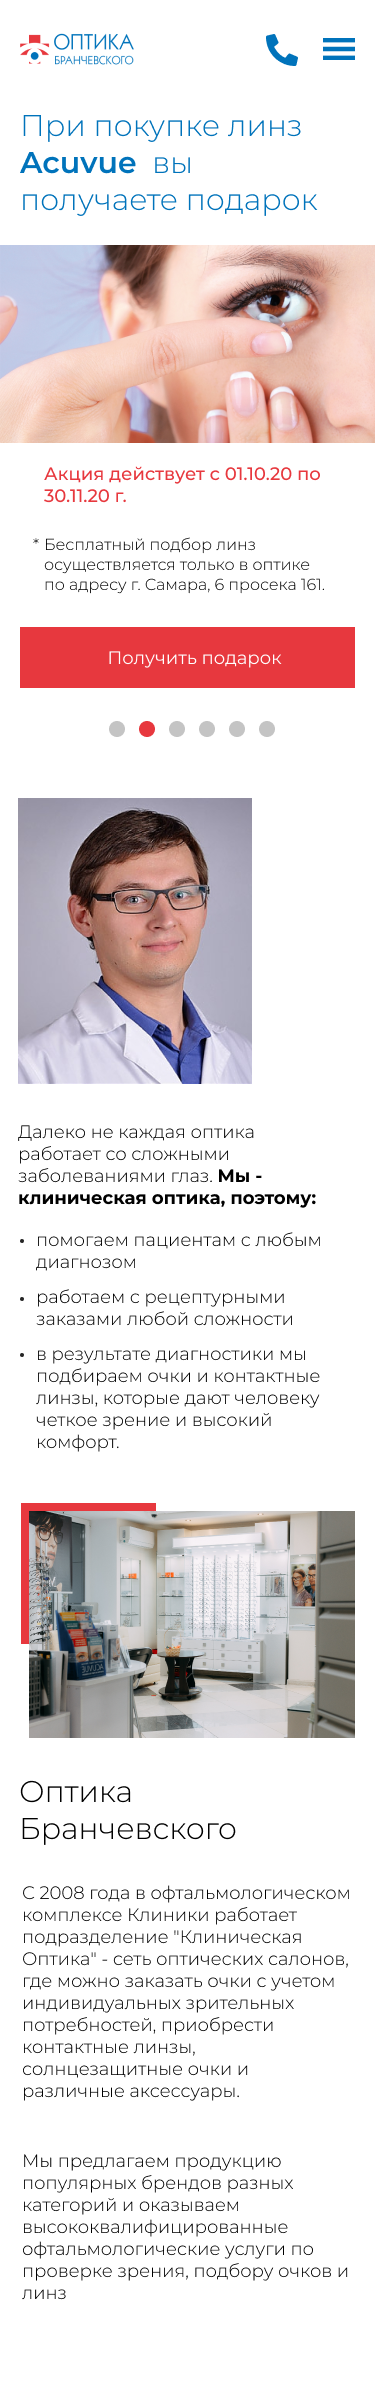 ОПТИКА
БРАНЧЕВСКОГО
При покупке линз
Acuvue вы
получаете подарок
Акция действует с 01.10.20 по
30.11.20 г.
* Бесплатный подбор линз
осуществляется только в оптике
по адресу г. Самара, 6 просека 161.
Получить подарок
Далеко не каждая оптика
работает со сложными
заболеваниями глаз. Мы -
клиническая оптика, поэтому:
• помогаем пациентам с любым
диагнозом
• работаем с рецептурными
заказами любой сложности
• в результате диагностики мы
подбираем очки и контактные
линзы, которые дают человеку
четкое зрение и высокий
комфорт.
ACUVUE
Оптика
Бранчевского
С 2008 года в офтальмологическом
комплексе Клиники работает
подразделение "Клиническая
Оптика" - сеть оптических салонов,
где можно заказать очки с учетом
индивидуальных зрительных
потребностей, приобрести
контактные линзы,
солнцезащитные очки и
различные аксессуары.
Мы предлагаем продукцию
популярных брендов разных
категорий и оказываем
высококвалифицированные
офтальмологические услуги по
проверке зрения, подбору очков и
линз